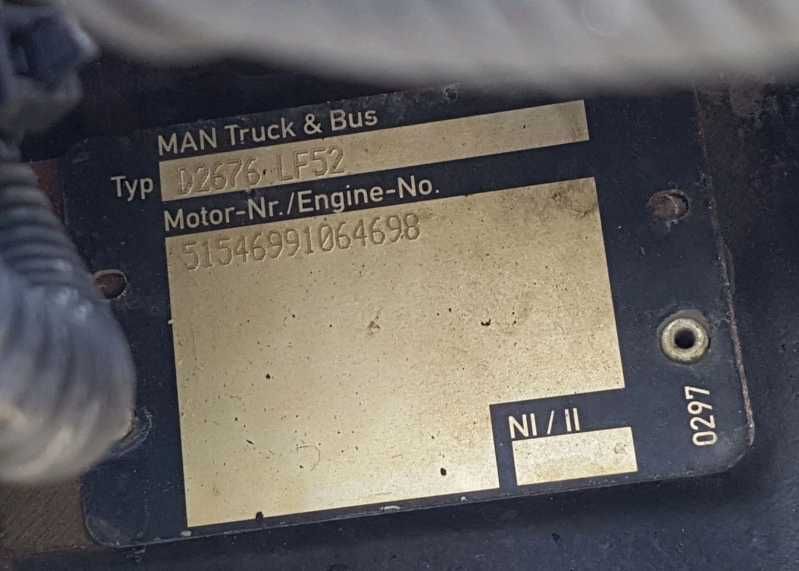 MAN Truck & Bus
Typ D2676 LF52
Motor-Nr./Engine-No.
51546991064698
NI / II
0297